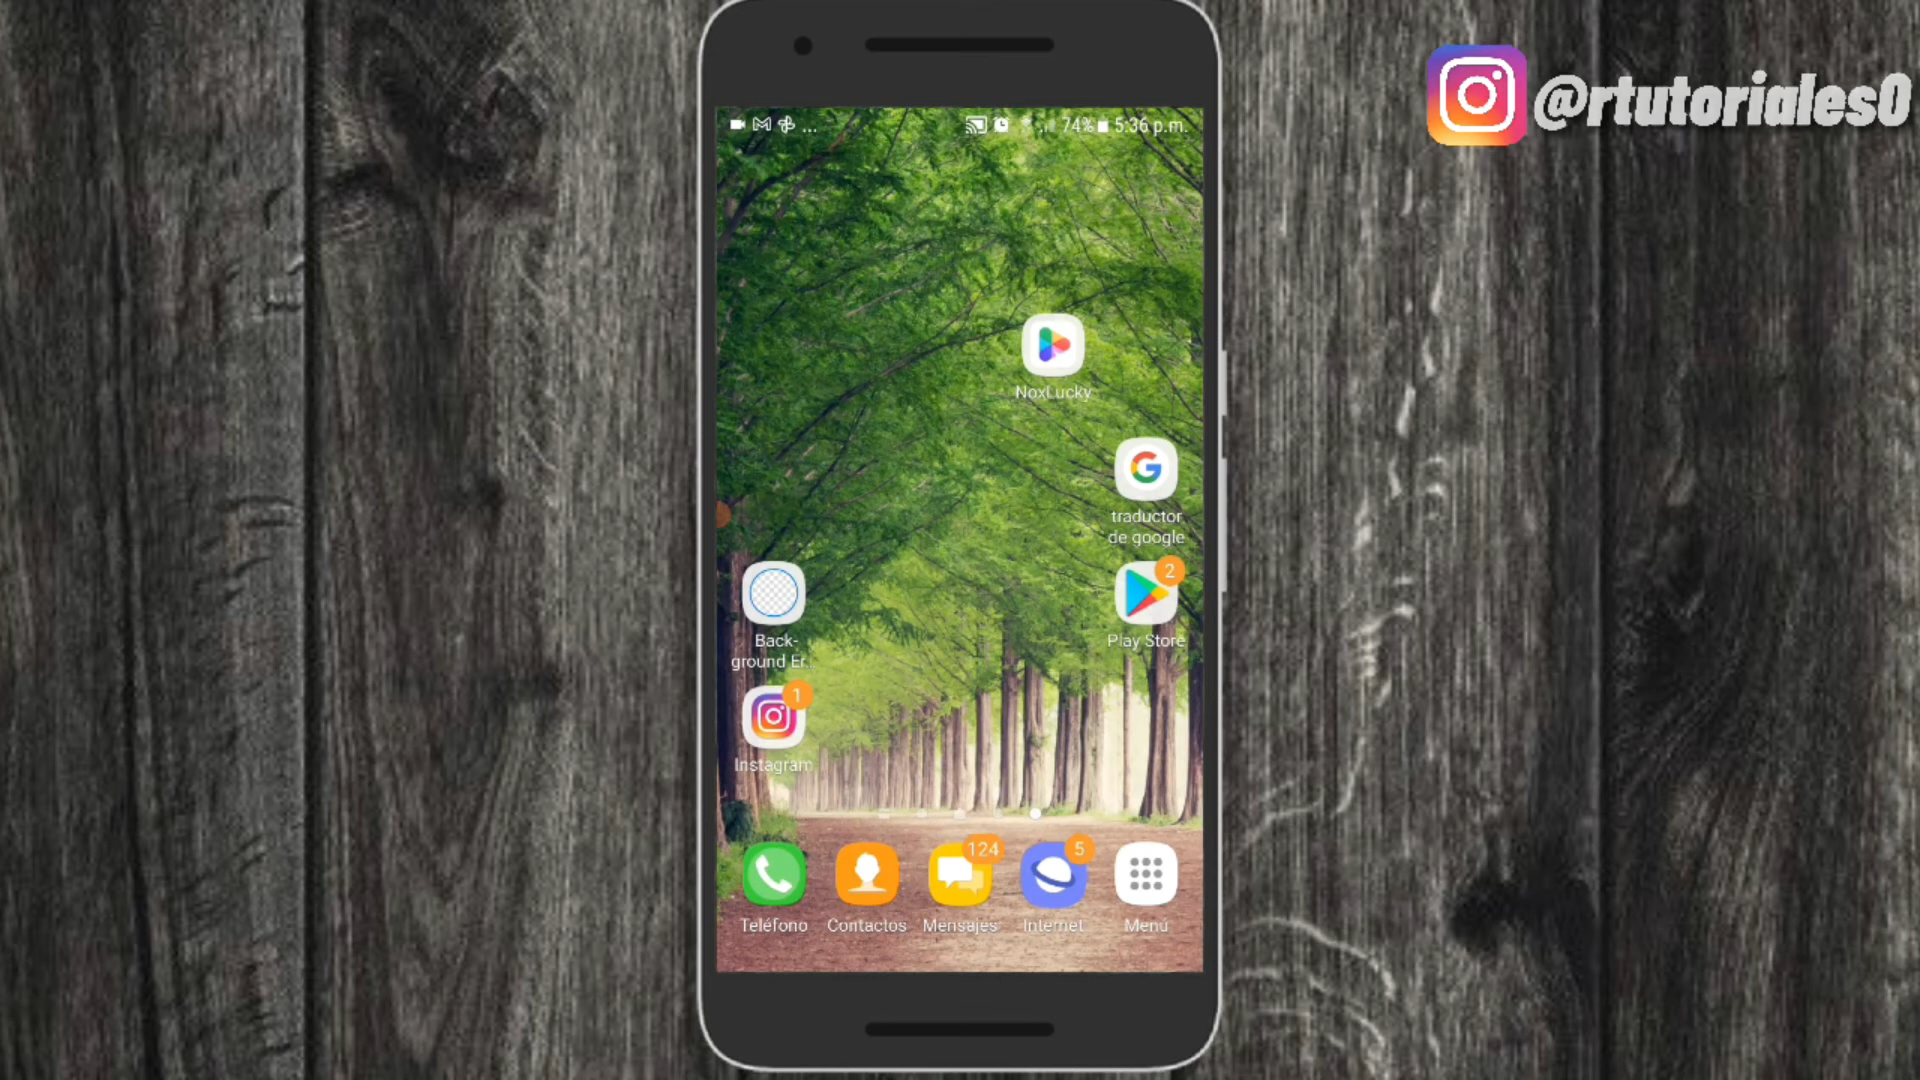 @rtutoriales0
... 74% 5:36 p.m.
NoxLucky
traductor
de google
2
Back-
ground Er...
Play Store
1
Instagram
124
5
Teléfono Contactos Mensajes Internet Menú